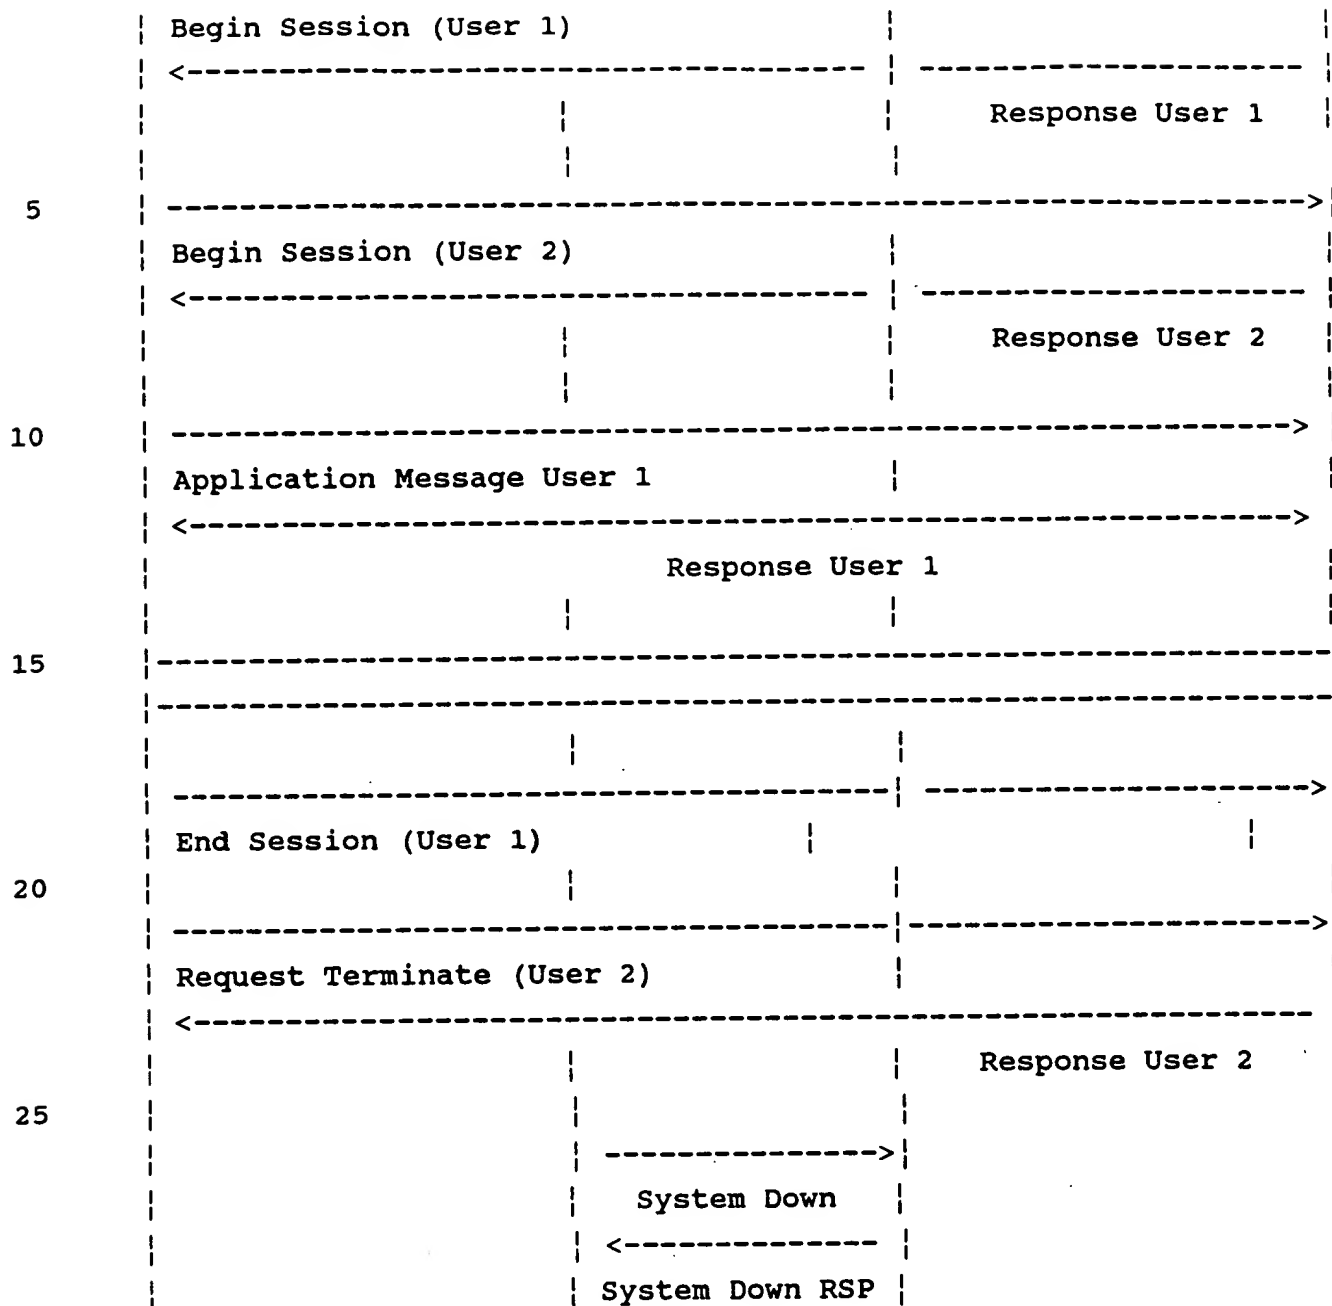 Begin Session (User 1)
Response User 1
5
Begin Session (User 2)
Response User 2
10
Application Message User 1
Response User 1
15
End Session (User 1)
20
Request Terminate (User 2)
Response User 2
25
System Down
System Down RSP